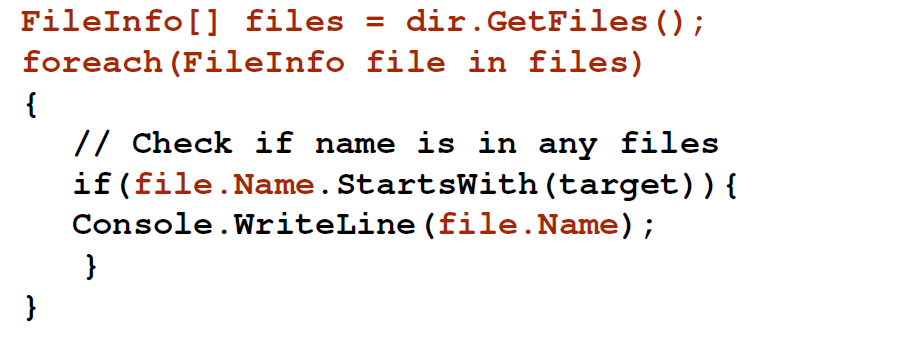 FileInfo[] files = dir.GetFiles();
foreach(FileInfo file in files)
{
// Check if name is in any files
if(file.Name.StartsWith(target)){
Console.WriteLine(file.Name);
}
}